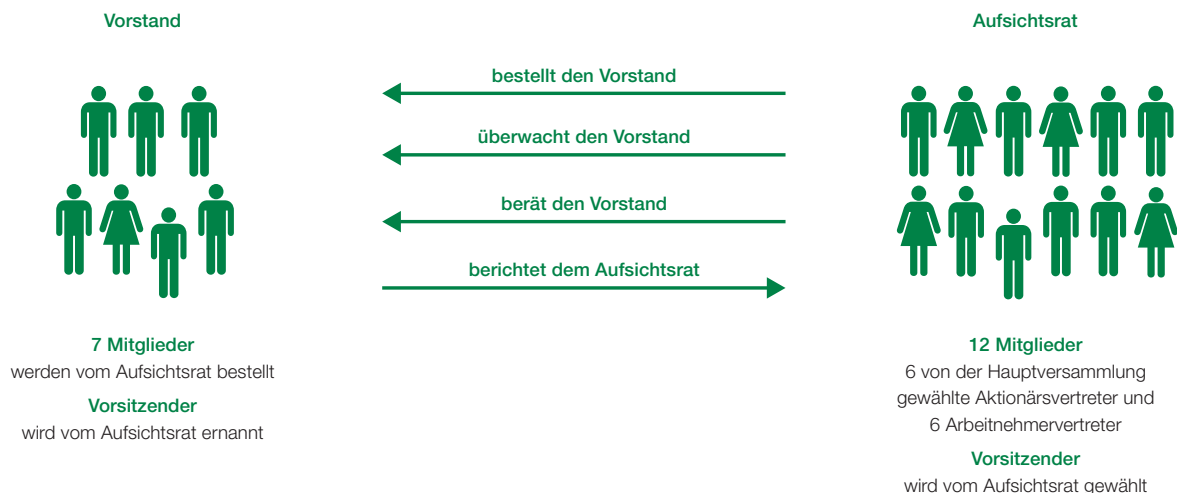 Vorstand
Aufsichtsrat
bestellt den Vorstand
überwacht den Vorstand
berät den Vorstand
berichtet dem Aufsichtsrat
7 Mitglieder
werden vom Aufsichtsrat bestellt
Vorsitzender
wird vom Aufsichtsrat ernannt
12 Mitglieder
6 von der Hauptversammlung
gewählte Aktionärsvertreter und
6 Arbeitnehmervertreter
Vorsitzender
wird vom Aufsichtsrat gewählt